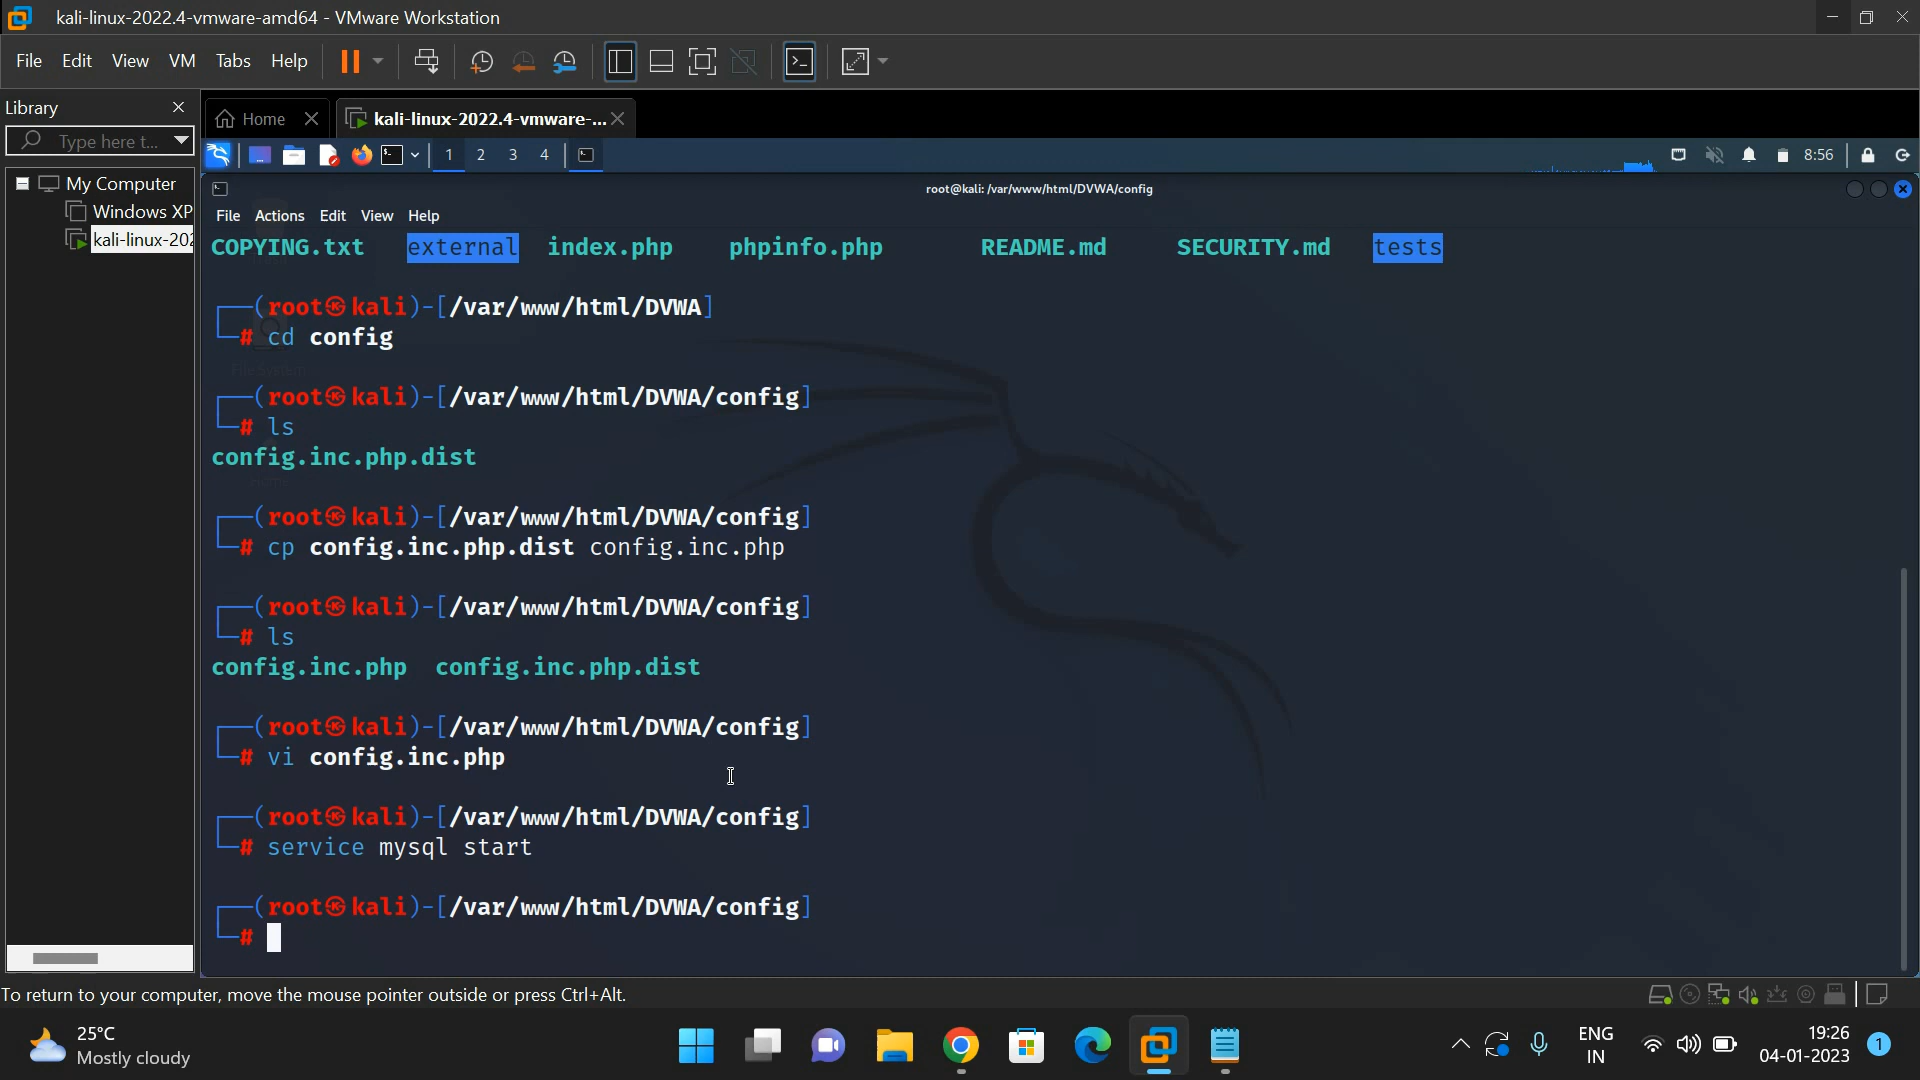 kali-linux-2022.4-vmware-amd64 - VMware Workstation
File Edit View VM Tabs Help
Library
Home
kali-linux-2022.4-vmware-...
Type here t...
1 2 3 4
8:56
My Computer
Windows XP
kali-linux-202
root@kali: /var/www/html/DVWA/config
File Actions Edit View Help
COPYING.txt external index.php phpinfo.php README.md SECURITY.md tests
(root㉿kali)-[/var/www/html/DVWA]
# cd config
File System
(root㉿kali)-[/var/www/html/DVWA/config]
# ls
config.inc.php.dist
Home
(root㉿kali)-[/var/www/html/DVWA/config]
# cp config.inc.php.dist config.inc.php
(root㉿kali)-[/var/www/html/DVWA/config]
# ls
config.inc.php config.inc.php.dist
(root㉿kali)-[/var/www/html/DVWA/config]
# vi config.inc.php
(root㉿kali)-[/var/www/html/DVWA/config]
# service mysql start
(root㉿kali)-[/var/www/html/DVWA/config]
#
To return to your computer, move the mouse pointer outside or press Ctrl+Alt.
25°C
Mostly cloudy
ENG
IN
19:26
04-01-2023
1